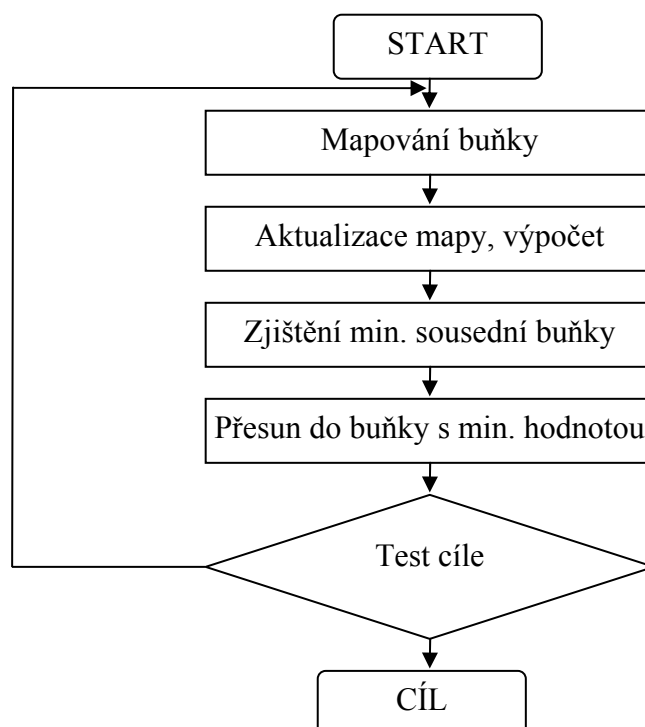 START
Mapování buňky
Aktualizace mapy, výpočet
Zjištění min. sousední buňky
Přesun do buňky s min. hodnotou
Test cíle
CÍL